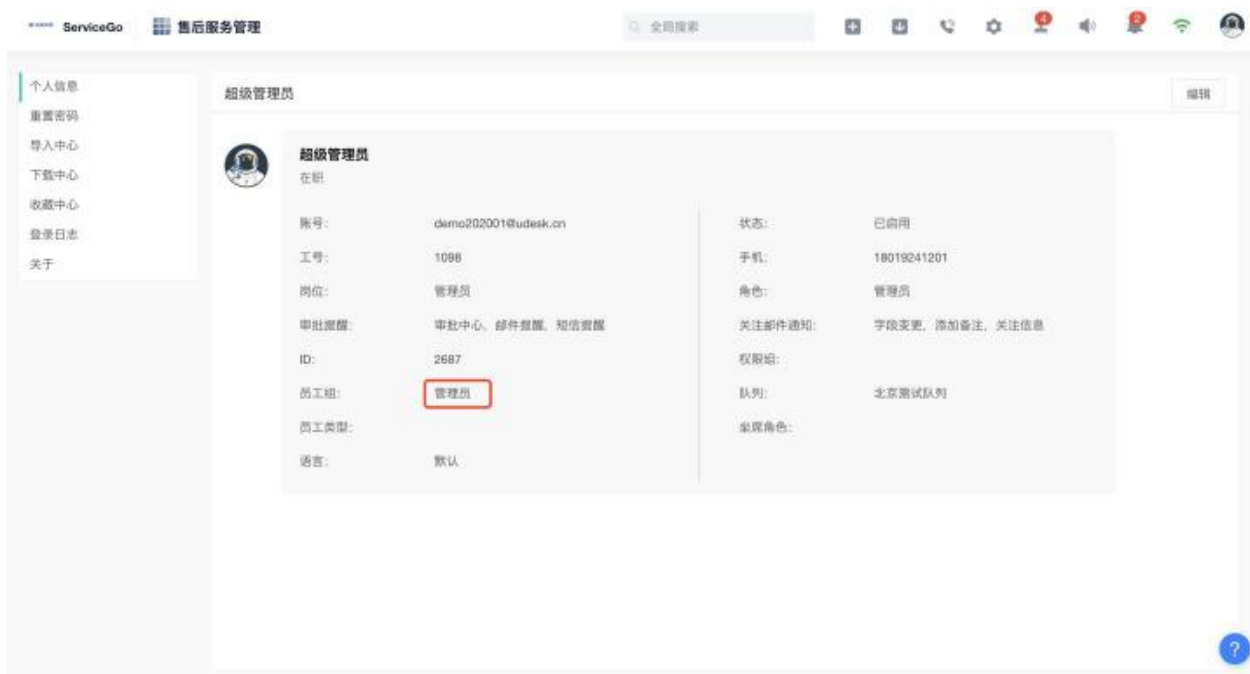 ServiceGo 售后服务管理 全局搜索 4 2
个人信息
重置密码
导入中心
下载中心
收藏中心
登录日志
关于
超级管理员 编辑
超级管理员
在职
账号: demo202001@udesk.cn 状态: 已启用
工号: 1098 手机: 18019241201
岗位: 管理员 角色: 管理员
审批提醒: 审批中心、邮件提醒、短信提醒 关注邮件通知: 字段变更, 添加备注、关注信息
ID: 2687 权限组:
员工组: 管理员 队列: 北京测试队列
员工类型: 坐席角色:
语言: 默认
?